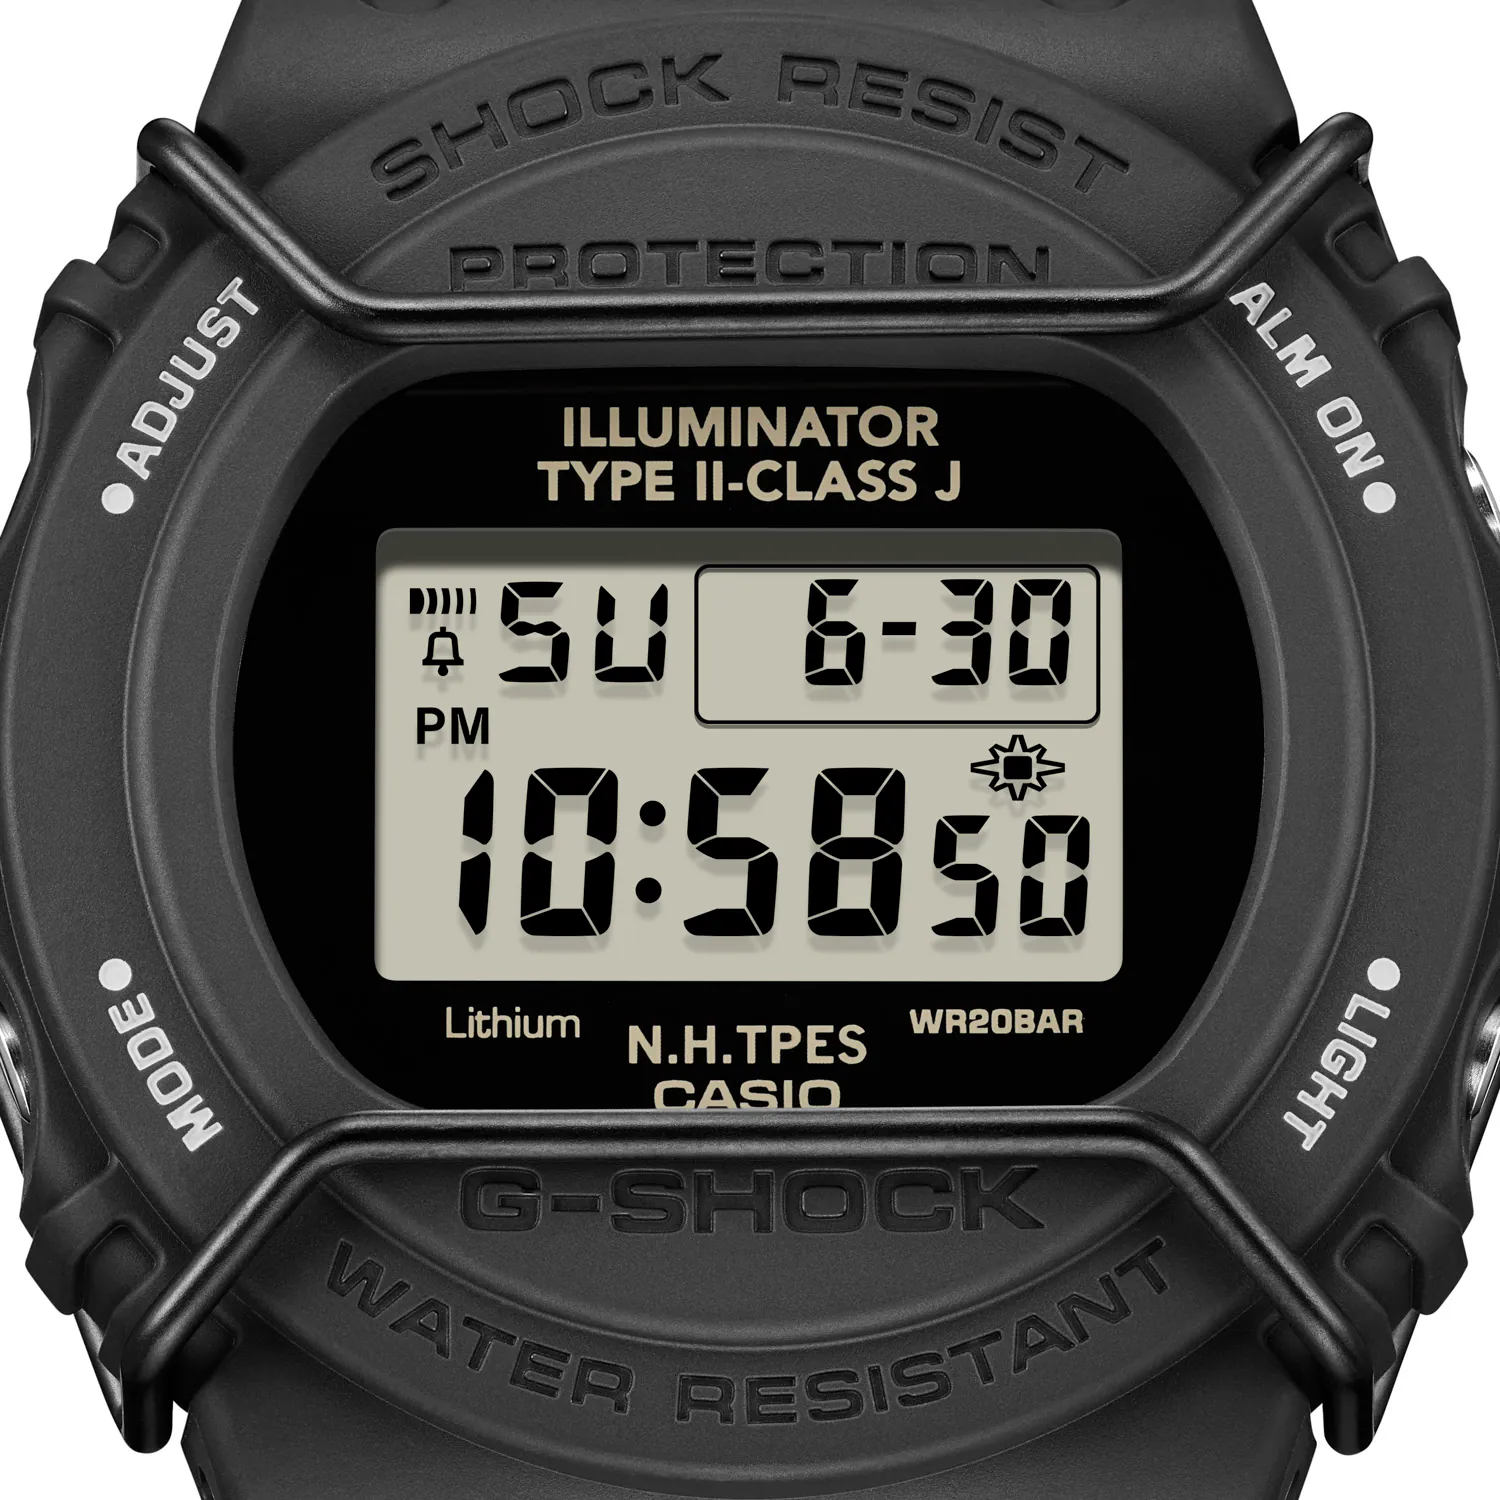 SHOCK RESIST
PROTECTION
ADJUST
ALM ON
ILLUMINATOR
TYPE II-CLASS J
SU 6-30
PM
10:58 50
MODE
LIGHT
Lithium
WR20BAR
N.H.TPES
CASIO
G-SHOCK
WATER RESISTANT